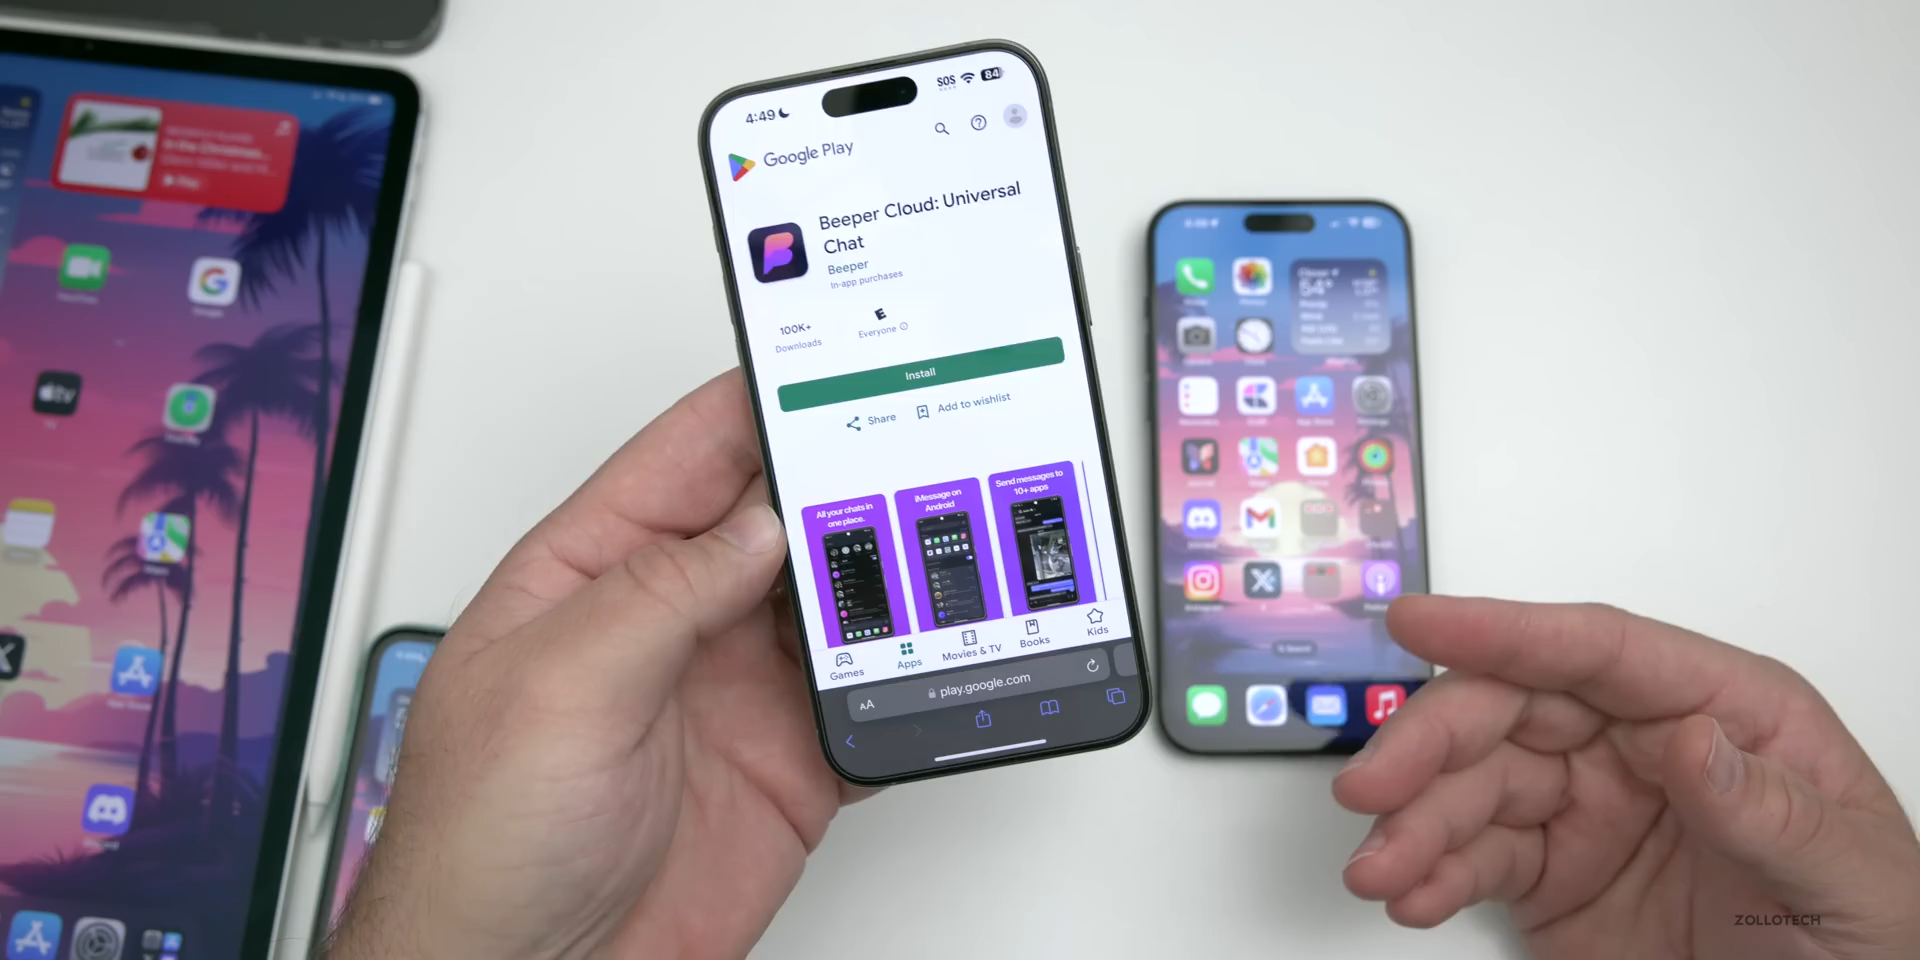 4:49
SOS
84
Google Play
Beeper Cloud: Universal
Chat
Beeper
In-app purchases
100K+
Downloads
E
Everyone
Install
Share
Add to wishlist
All your chats in
one place.
iMessage on
Android
Send messages to
10+ apps
Games
Apps
Movies & TV
Books
Kids
AA
play.google.com
tv
54°
ZOLLOTECH